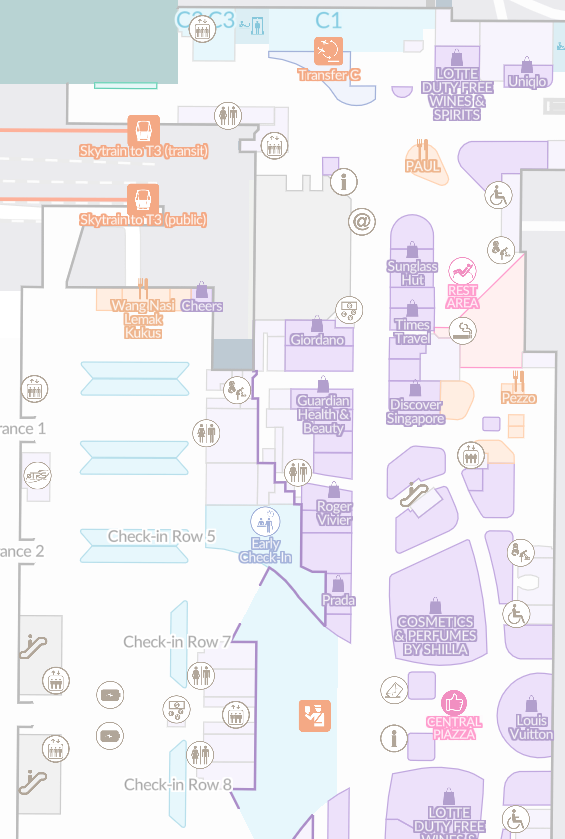 C2 C3
C1
Transfer C
LOTTE
DUTY FREE
WINES &
SPIRITS
Uniqlo
Skytrain to T3 (transit)
PAUL
i
@
Skytrain to T3 (public)
Sunglass
Hut
REST
AREA
Wang Nasi
Lemak
Kukus
Cheers
Times
Travel
Giordano
Guardian
Health &
Beauty
Discover
Singapore
Pezzo
rance 1
Roger
Vivier
Check-in Row 5
Early
Check-In
rance 2
Prada
COSMETICS
& PERFUMES
BY SHILLA
Check-in Row 7
CENTRAL
PIAZZA
Louis
Vuitton
i
Check-in Row 8
LOTTE
DUTY FREE
WINES &